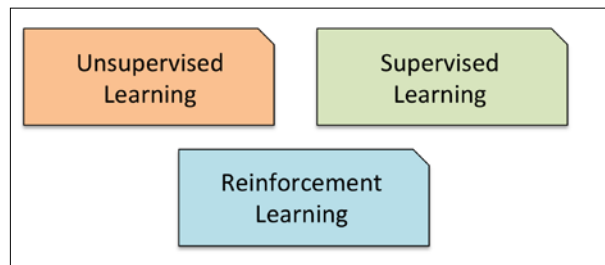 Unsupervised
Learning
Supervised
Learning
Reinforcement
Learning